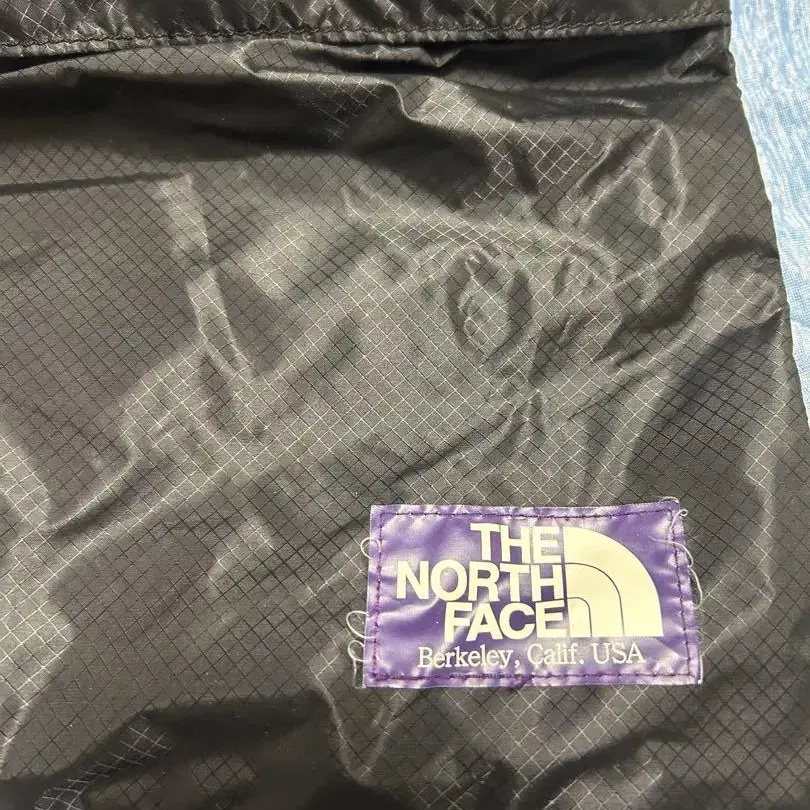 THE
NORTH
FACE
Berkeley, Calif. USA